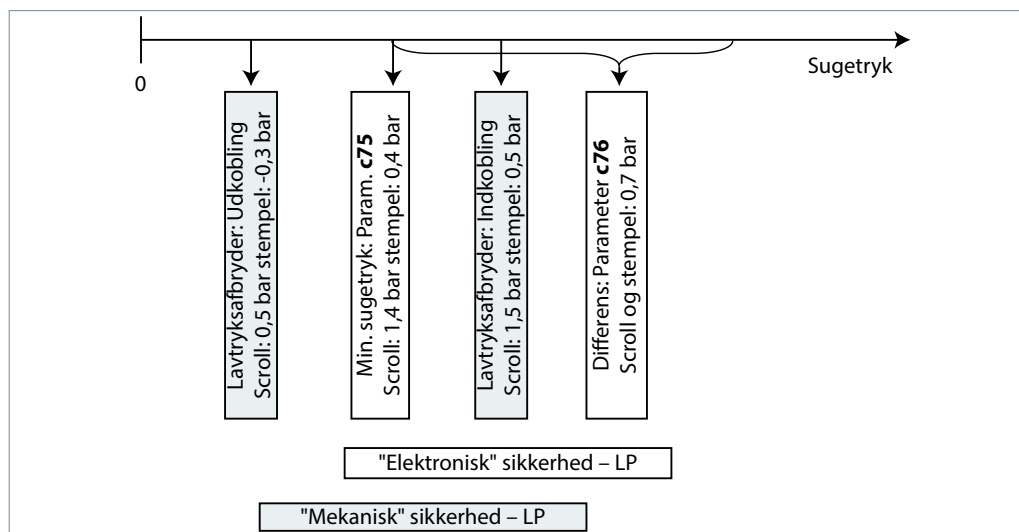 0
Sugetryk
Lavtryksafbryder: Udkobling
Scroll: 0,5 bar stempel: -0,3 bar
Min. sugetryk: Param. c75
Scroll: 1,4 bar stempel: 0,4 bar
Lavtryksafbryder: Indkobling
Scroll: 1,5 bar stempel: 0,5 bar
Differens: Parameter c76
Scroll og stempel: 0,7 bar
"Elektronisk" sikkerhed – LP
"Mekanisk" sikkerhed – LP